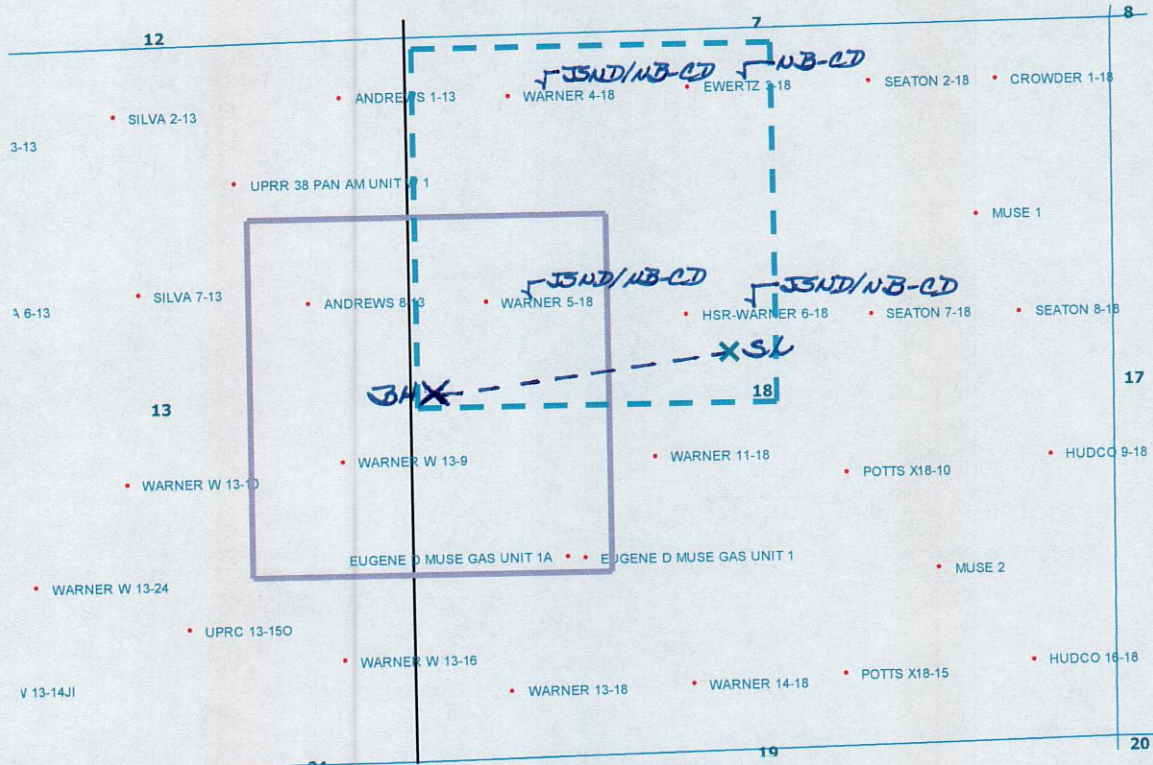 8
7
12
JSND/NB-CD
NB-CD
ANDREWS 1-13
WARNER 4-18
SEATON 2-18
CROWDER 1-18
SILVA 2-13
3-13
UPRR 38 PAN AM UNIT
1
MUSE 1
JSND/NB-CD
JSND/NB-CD
SILVA 7-13
ANDREWS 8-13
WARNER 5-18
HSR-WARNER 6-18
SEATON 7-18
SEATON 8-18
A 6-13
SL
BH
18
17
13
WARNER W 13-9
WARNER 11-18
POTTS X18-10
HUDCO 9-18
WARNER W 13-10
EUGENE D MUSE GAS UNIT 1A
EUGENE D MUSE GAS UNIT 1
MUSE 2
WARNER W 13-24
UPRC 13-15O
WARNER W 13-16
HUDCO 16-18
V 13-14JI
WARNER 13-18
WARNER 14-18
POTTS X18-15
19
20